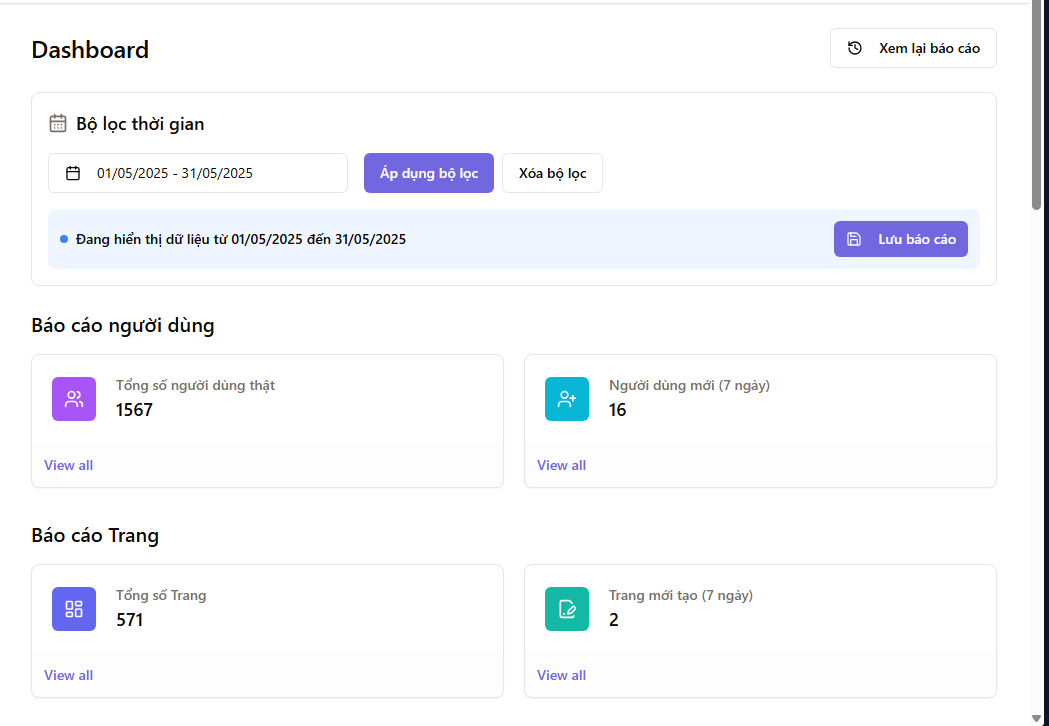 Dashboard
Xem lại báo cáo
Bộ lọc thời gian
01/05/2025 - 31/05/2025
Áp dụng bộ lọc
Xóa bộ lọc
Đang hiển thị dữ liệu từ 01/05/2025 đến 31/05/2025
Lưu báo cáo
Báo cáo người dùng
Tổng số người dùng thật
1567
View all
Người dùng mới (7 ngày)
16
View all
Báo cáo Trang
Tổng số Trang
571
View all
Trang mới tạo (7 ngày)
2
View all